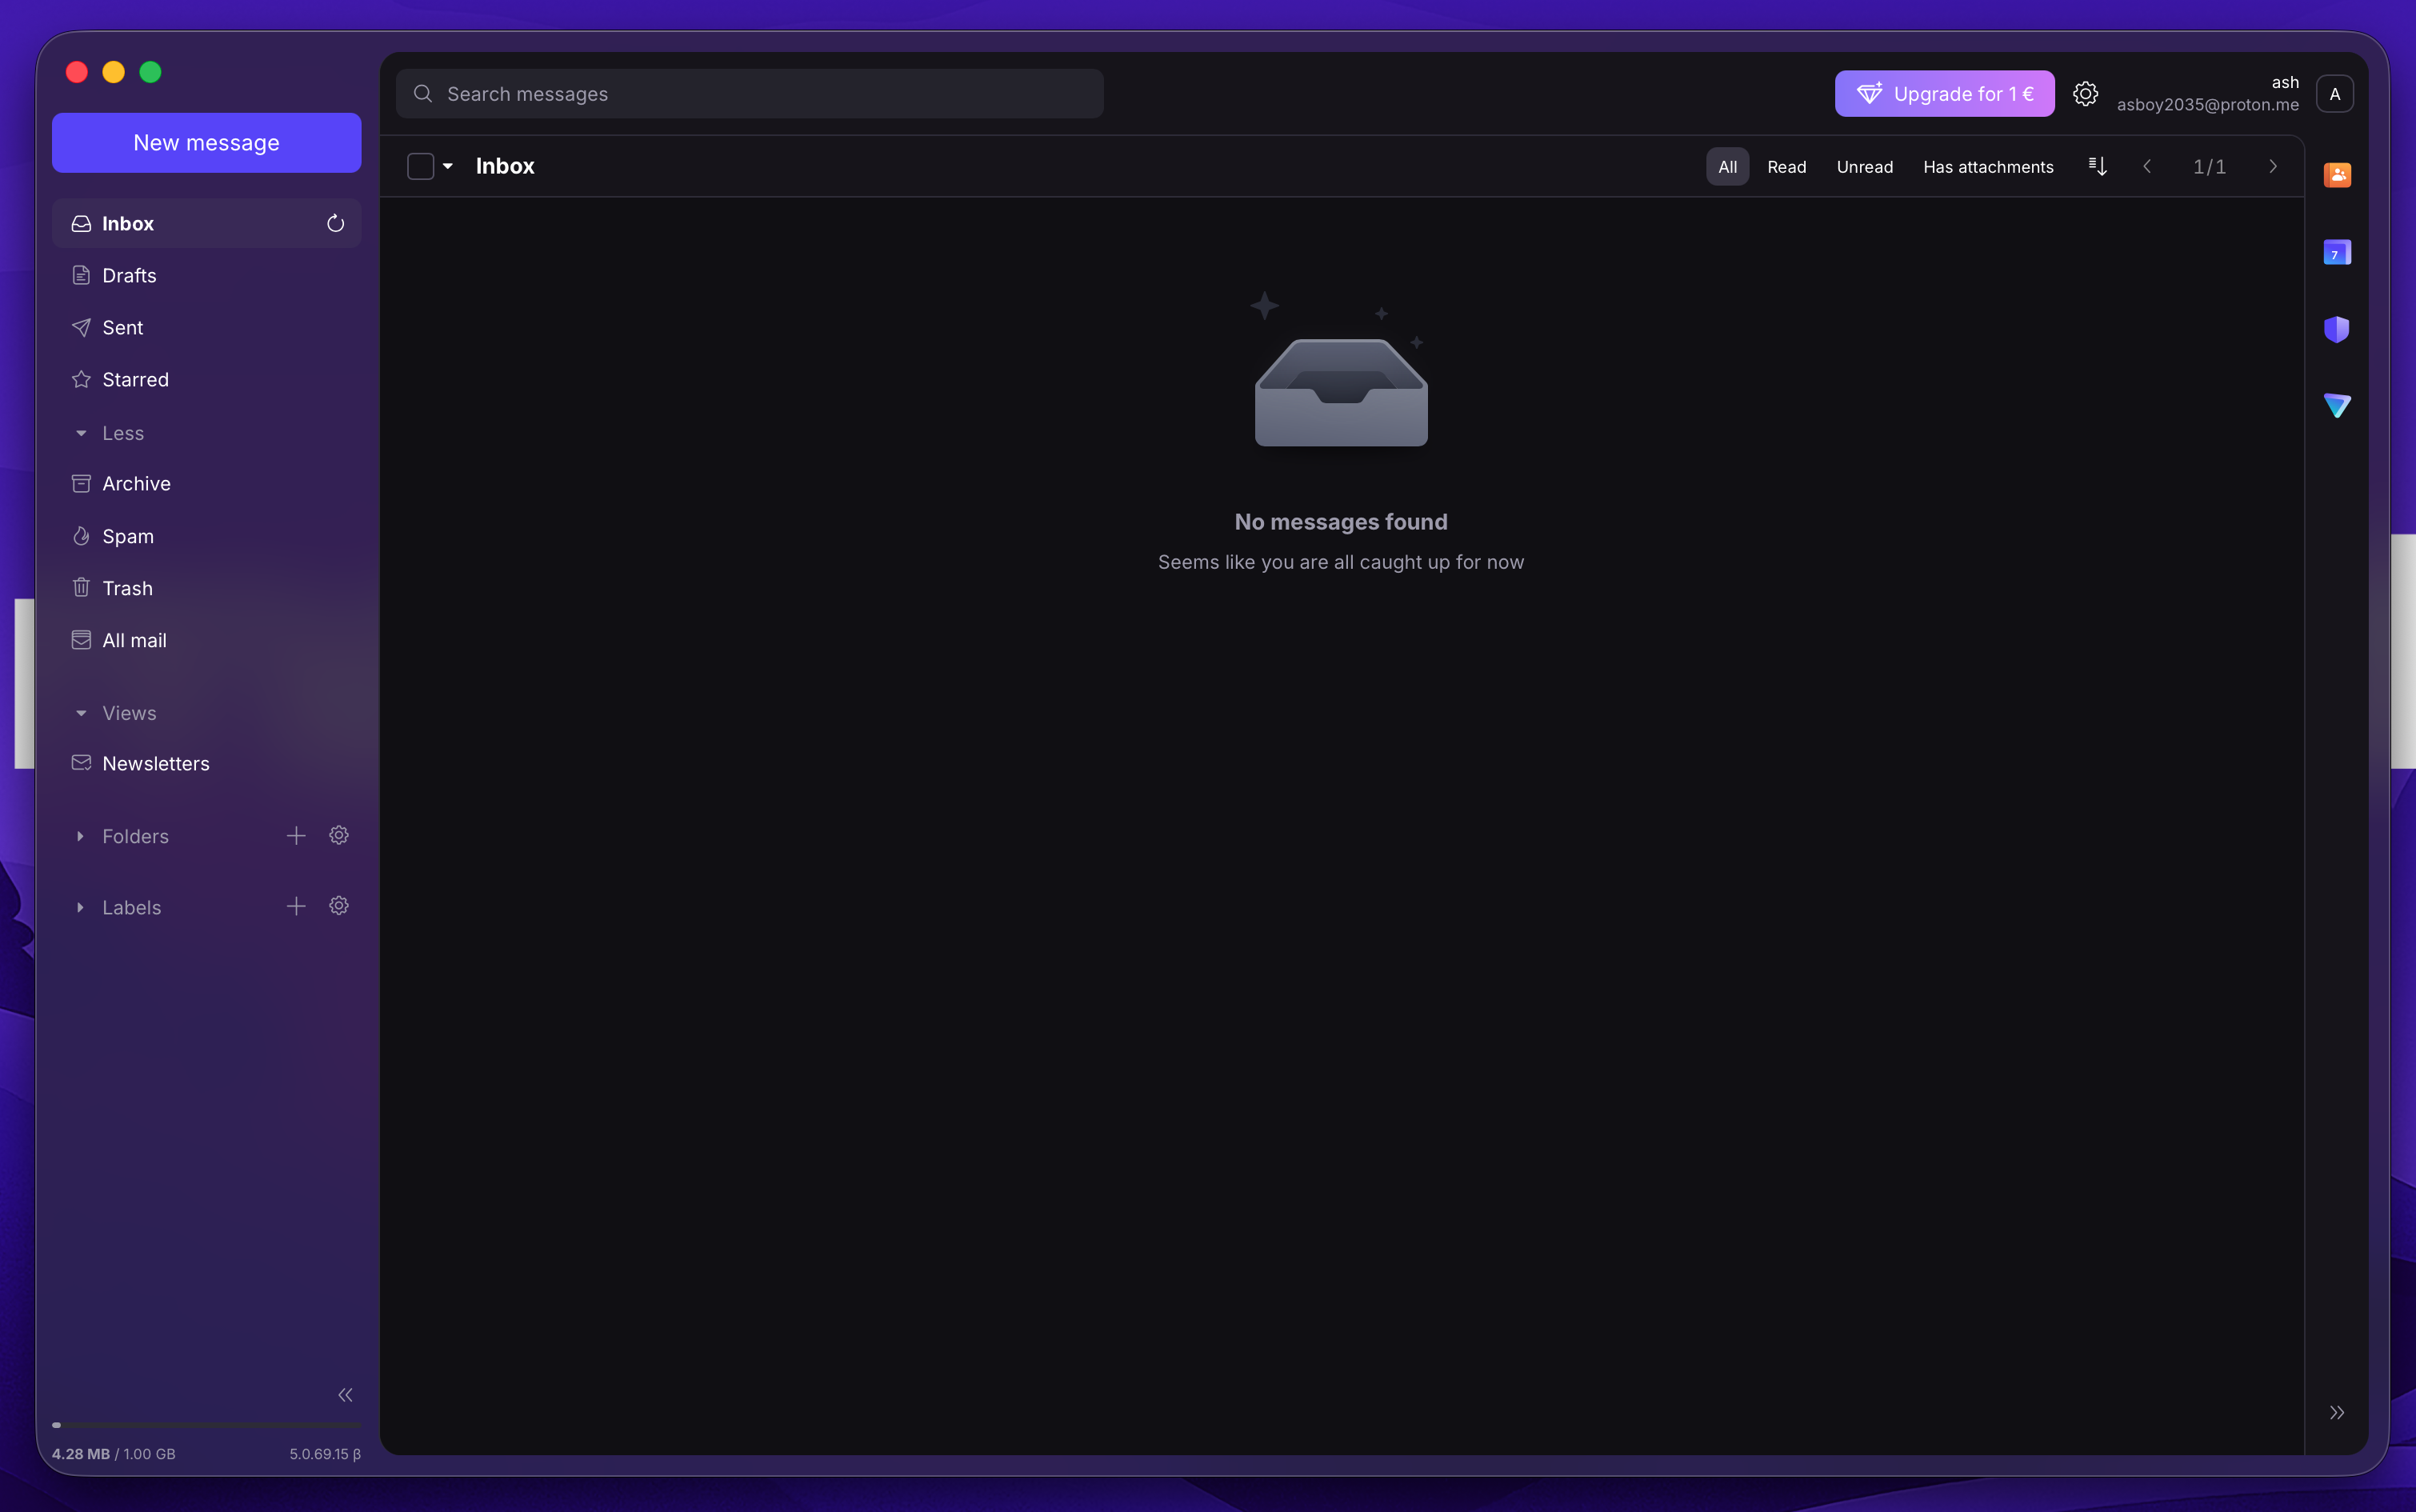 New message
Inbox
Drafts
Sent
Starred
Less
Archive
Spam
Trash
All mail
Views
Newsletters
Folders
Labels
4.28 MB / 1.00 GB
5.0.69.15 β
Search messages
Upgrade for 1 €
ash
asboy2035@proton.me
A
Inbox
All
Read
Unread
Has attachments
1/1
7
No messages found
Seems like you are all caught up for now